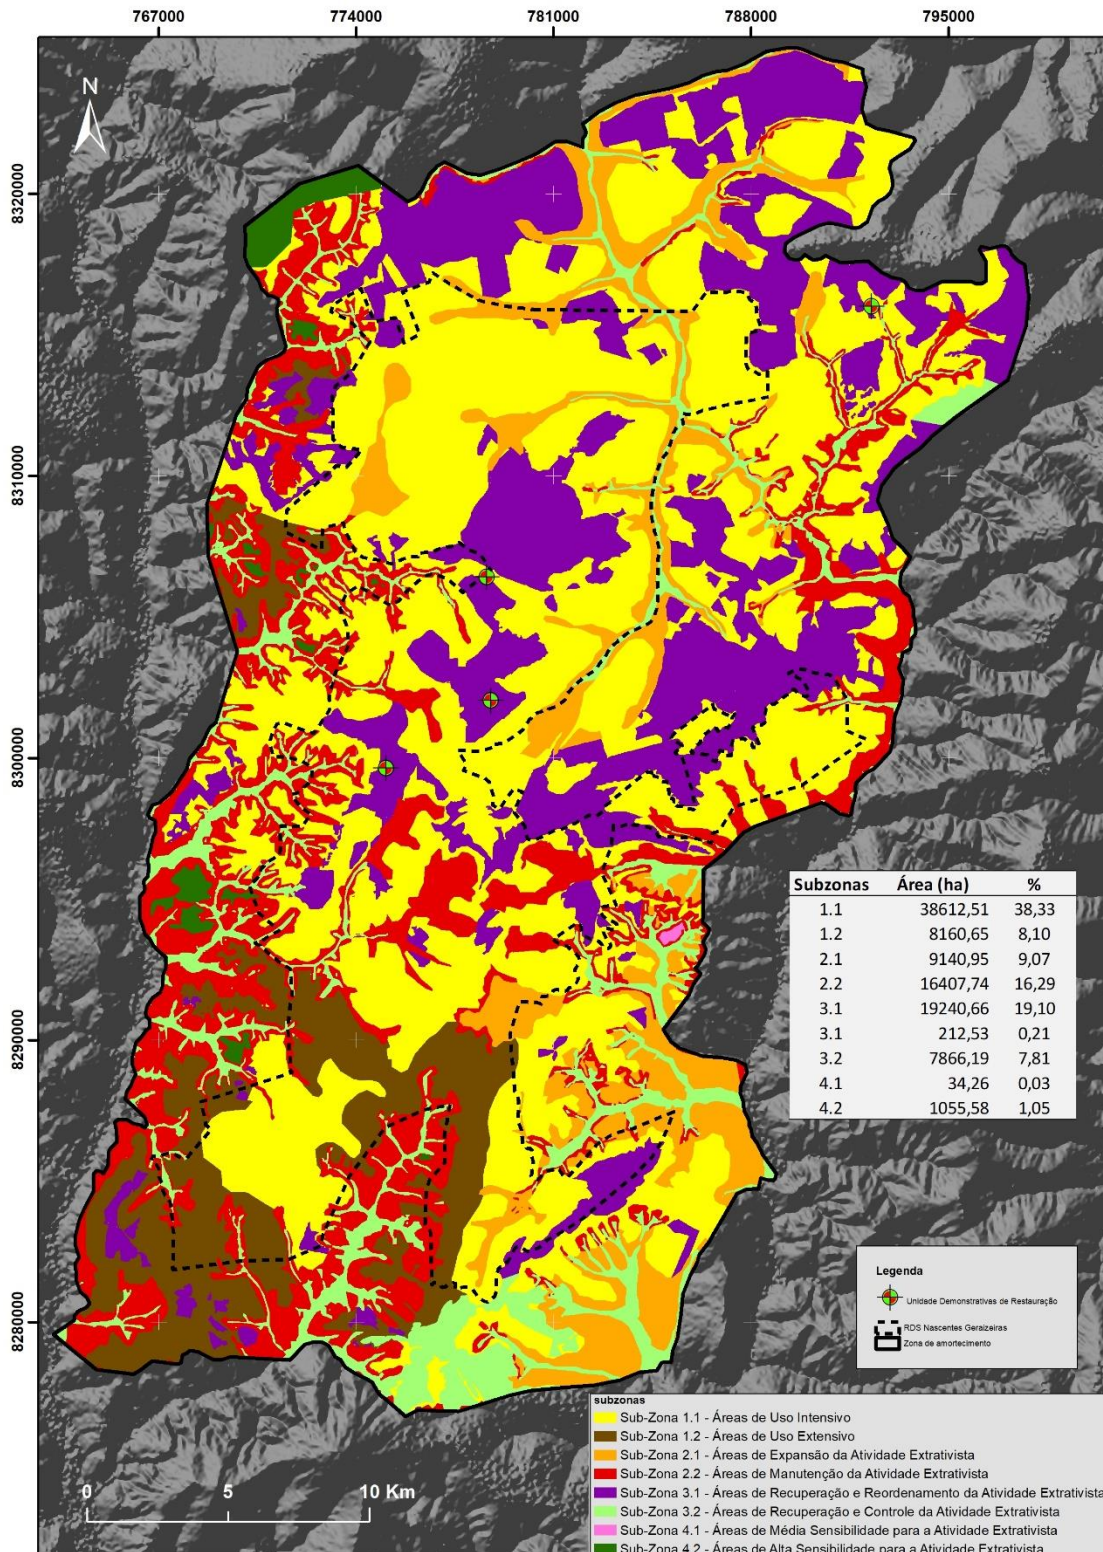 767000 774000 781000 788000 795000
N
8320000
8310000
8300000
8290000
8280000
Subzonas Área (ha) %
1.1 38612,51 38,33
1.2 8160,65 8,10
2.1 9140,95 9,07
2.2 16407,74 16,29
3.1 19240,66 19,10
3.1 212,53 0,21
3.2 7866,19 7,81
4.1 34,26 0,03
4.2 1055,58 1,05
Legenda
Unidade Demonstrativas de Restauração
RDS Nascentes Geraizeiras
Zona de amortecimento
subzonas
Sub-Zona 1.1 - Áreas de Uso Intensivo
Sub-Zona 1.2 - Áreas de Uso Extensivo
Sub-Zona 2.1 - Áreas de Expansão da Atividade Extrativista
Sub-Zona 2.2 - Áreas de Manutenção da Atividade Extrativista
Sub-Zona 3.1 - Áreas de Recuperação e Reordenamento da Atividade Extrativista
Sub-Zona 3.2 - Áreas de Recuperação e Controle da Atividade Extrativista
Sub-Zona 4.1 - Áreas de Média Sensibilidade para a Atividade Extrativista
Sub-Zona 4.2 - Áreas de Alta Sensibilidade para a Atividade Extrativista
0 5 10 Km